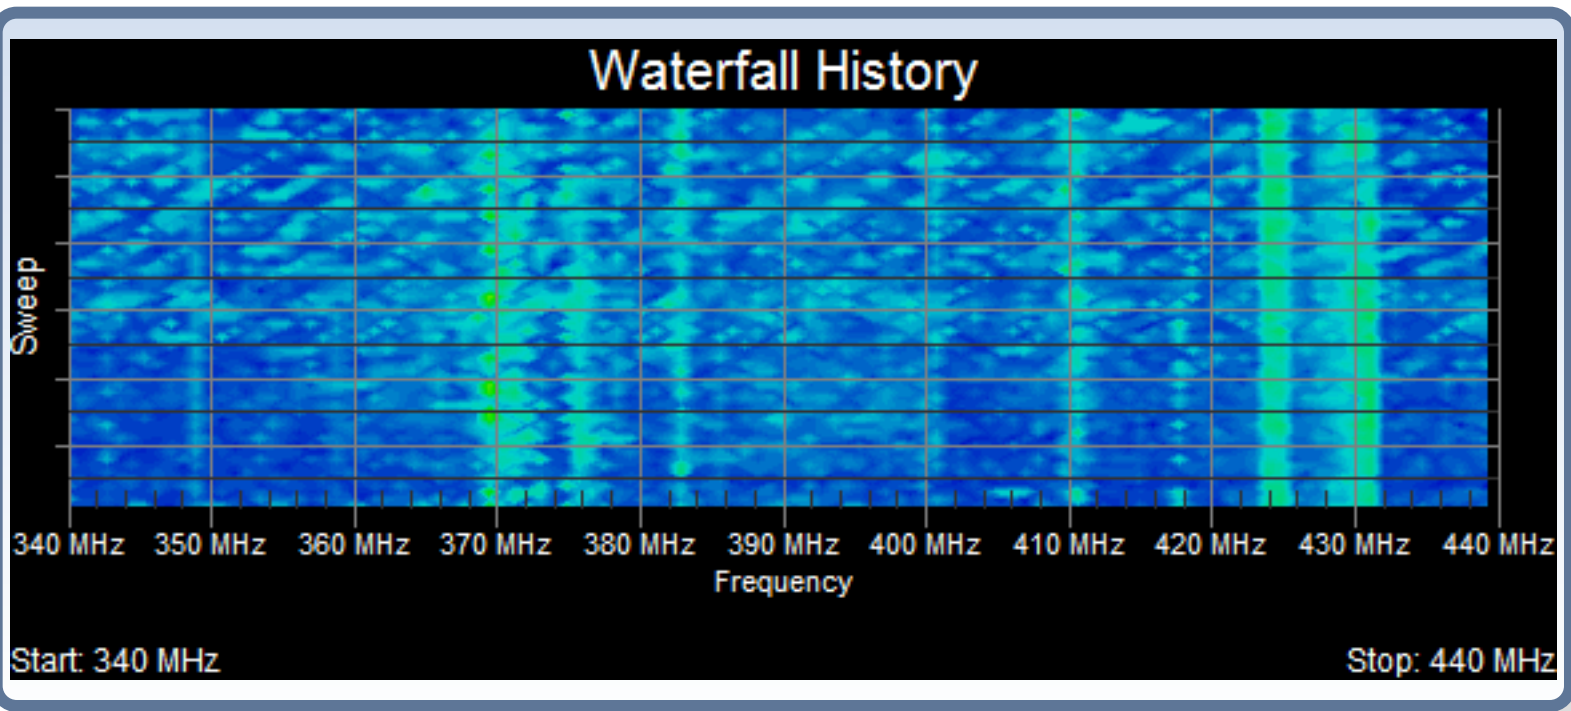 Waterfall History
Sweep
340 MHz 350 MHz 360 MHz 370 MHz 380 MHz 390 MHz 400 MHz 410 MHz 420 MHz 430 MHz 440 MHz
Frequency
Start: 340 MHz Stop: 440 MHz